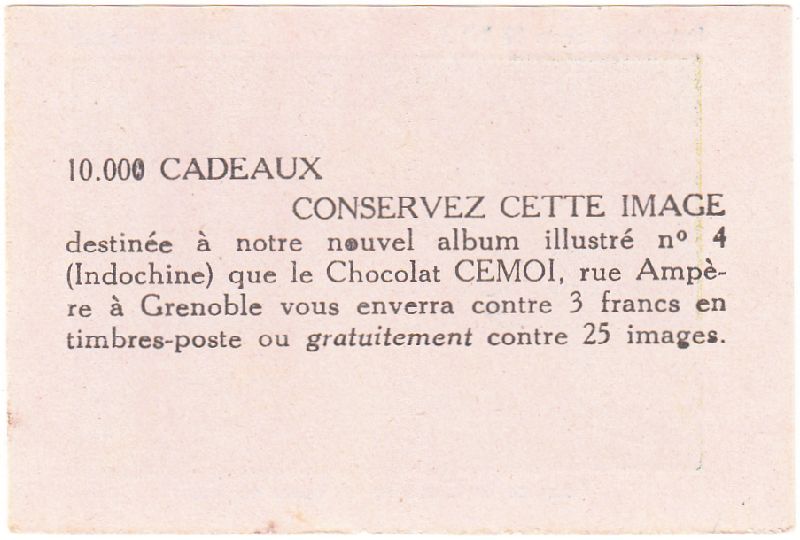 10.000 CADEAUX
CONSERVEZ CETTE IMAGE
destinée à notre nouvel album illustré nº 4
(Indochine) que le Chocolat CEMOI, rue Ampè-
re à Grenoble vous enverra contre 3 francs en
timbres-poste ou gratuitement contre 25 images.